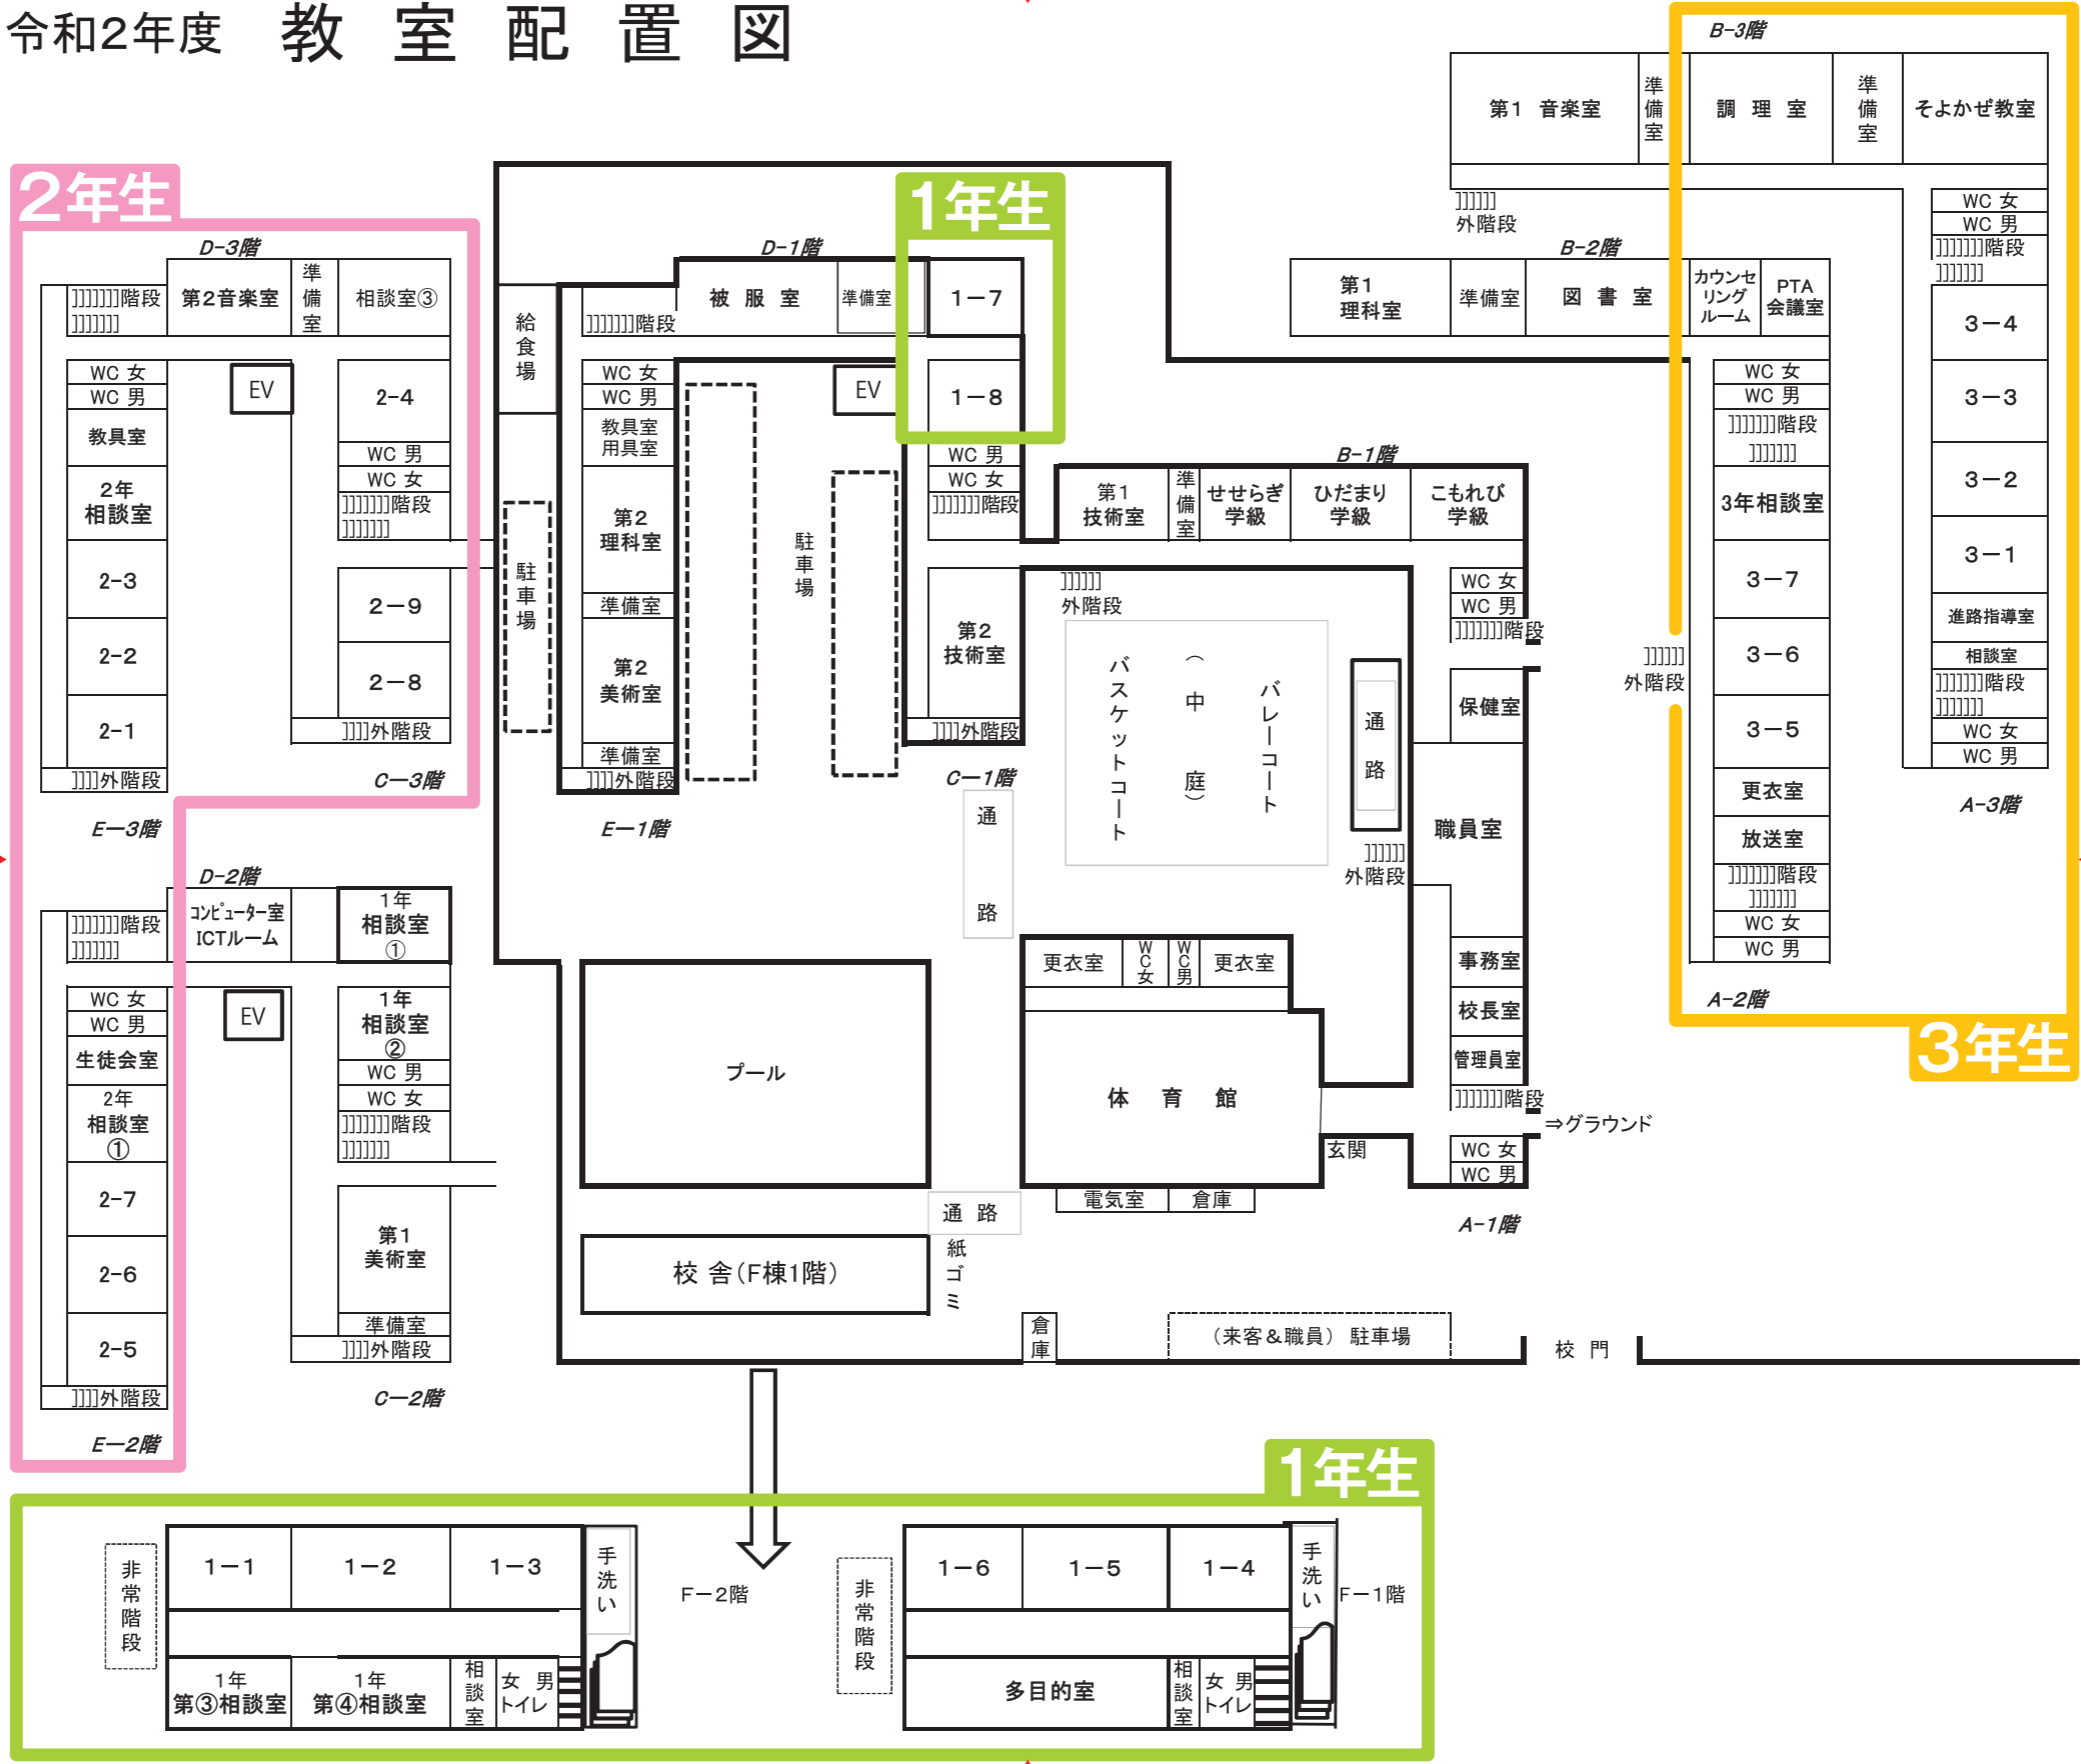 令和2年度 教 室 配 置 図
B-3階
第1 音楽室
準備室
調 理 室
準備室
そよかぜ教室
]]]]]]
外階段
WC 女
WC 男
]]]]]]]階段
]]]]]]]
3-4
3-3
3-2
3-1
進路指導室
相談室
]]]]]]]階段
]]]]]]]
WC 女
WC 男
A-3階
B-2階
第1
理科室
準備室
図 書 室
カウンセ
リング
ルーム
PTA
会議室
WC 女
WC 男
]]]]]]]階段
]]]]]]]
3年相談室
3-7
3-6
3-5
更衣室
放送室
]]]]]]]階段
]]]]]]]
WC 女
WC 男
A-2階
]]]]]]
外階段
3年生
2年生
D-3階
]]]]]]]階段
]]]]]]]
第2音楽室
準備室
相談室③
WC 女
WC 男
教具室
2年
相談室
2-3
2-2
2-1
]]]]外階段
E-3階
EV
2-4
WC 男
WC 女
]]]]]]]階段
]]]]]]]
2-9
2-8
]]]]外階段
C-3階
D-2階
]]]]]]]階段
]]]]]]]
コンピューター室
ICTルーム
1年
相談室
①
WC 女
WC 男
生徒会室
2年
相談室
①
2-7
2-6
2-5
]]]]外階段
E-2階
EV
1年
相談室
②
WC 男
WC 女
]]]]]]]階段
]]]]]]]
第1
美術室
準備室
]]]]外階段
C-2階
1年生
D-1階
給食場
駐車場
]]]]]]]階段
被 服 室
準備室
1-7
WC 女
WC 男
教具室
用具室
第2
理科室
準備室
第2
美術室
準備室
]]]]外階段
E-1階
駐車場
EV
1-8
WC 男
WC 女
]]]]]]]階段
第2
技術室
]]]]外階段
C-1階
通 路
B-1階
第1
技術室
準備室
せせらぎ
学級
ひだまり
学級
こもれび
学級
]]]]]]
外階段
バスケットコート
(中 庭)
バレーコート
通 路
]]]]]]
外階段
WC 女
WC 男
]]]]]]]階段
保健室
職員室
事務室
校長室
管理員室
]]]]]]]階段
⇒グラウンド
WC 女
WC 男
A-1階
更衣室
WC女
WC男
更衣室
体 育 館
玄関
電気室
倉庫
プール
通 路
校 舎(F棟1階)
紙ゴミ
倉庫
(来客&職員) 駐車場
校 門
1年生
非常階段
1-1
1-2
1-3
手洗い
1年
第③相談室
1年
第④相談室
相談室
女 男
トイレ
F-2階
非常階段
1-6
1-5
1-4
手洗い
多目的室
相談室
女 男
トイレ
F-1階